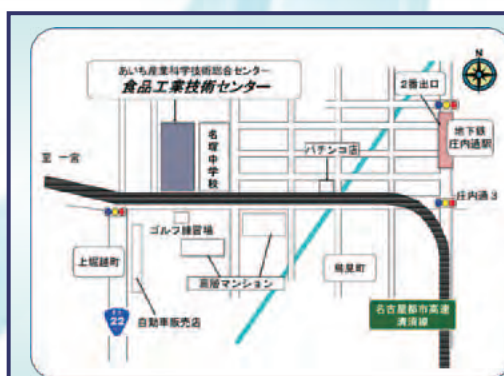 あいち産業科学技術総合センター
食品工業技術センター
2番出口
地下鉄
庄内通駅
名塚中学校
パチンコ店
至 一宮
庄内通3
ゴルフ練習場
上堀越町
高層マンション
鳥見町
22
自動車販売店
名古屋都市高速
清須線